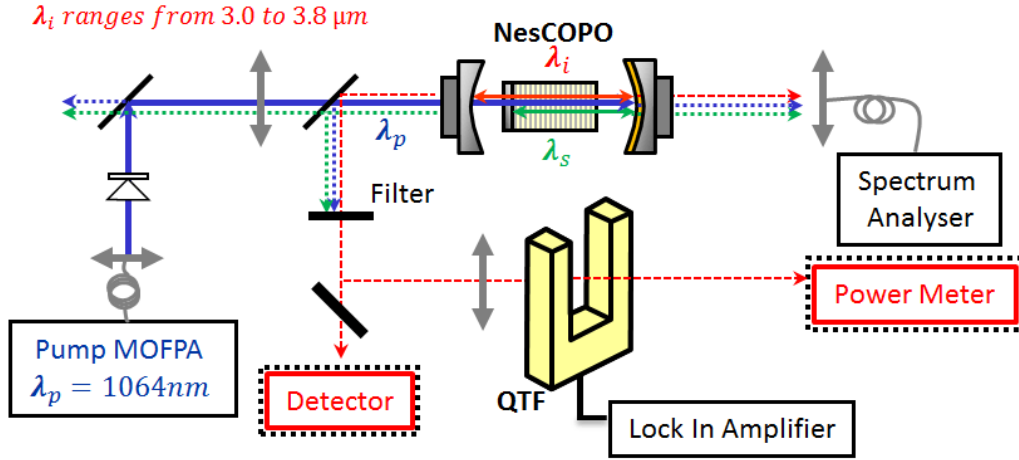 λi ranges from 3.0 to 3.8 µm
NesCOPO
λi
λp
λs
Filter
Spectrum
Analyser
Power Meter
Pump MOFPA
λp = 1064nm
Detector
QTF
Lock In Amplifier